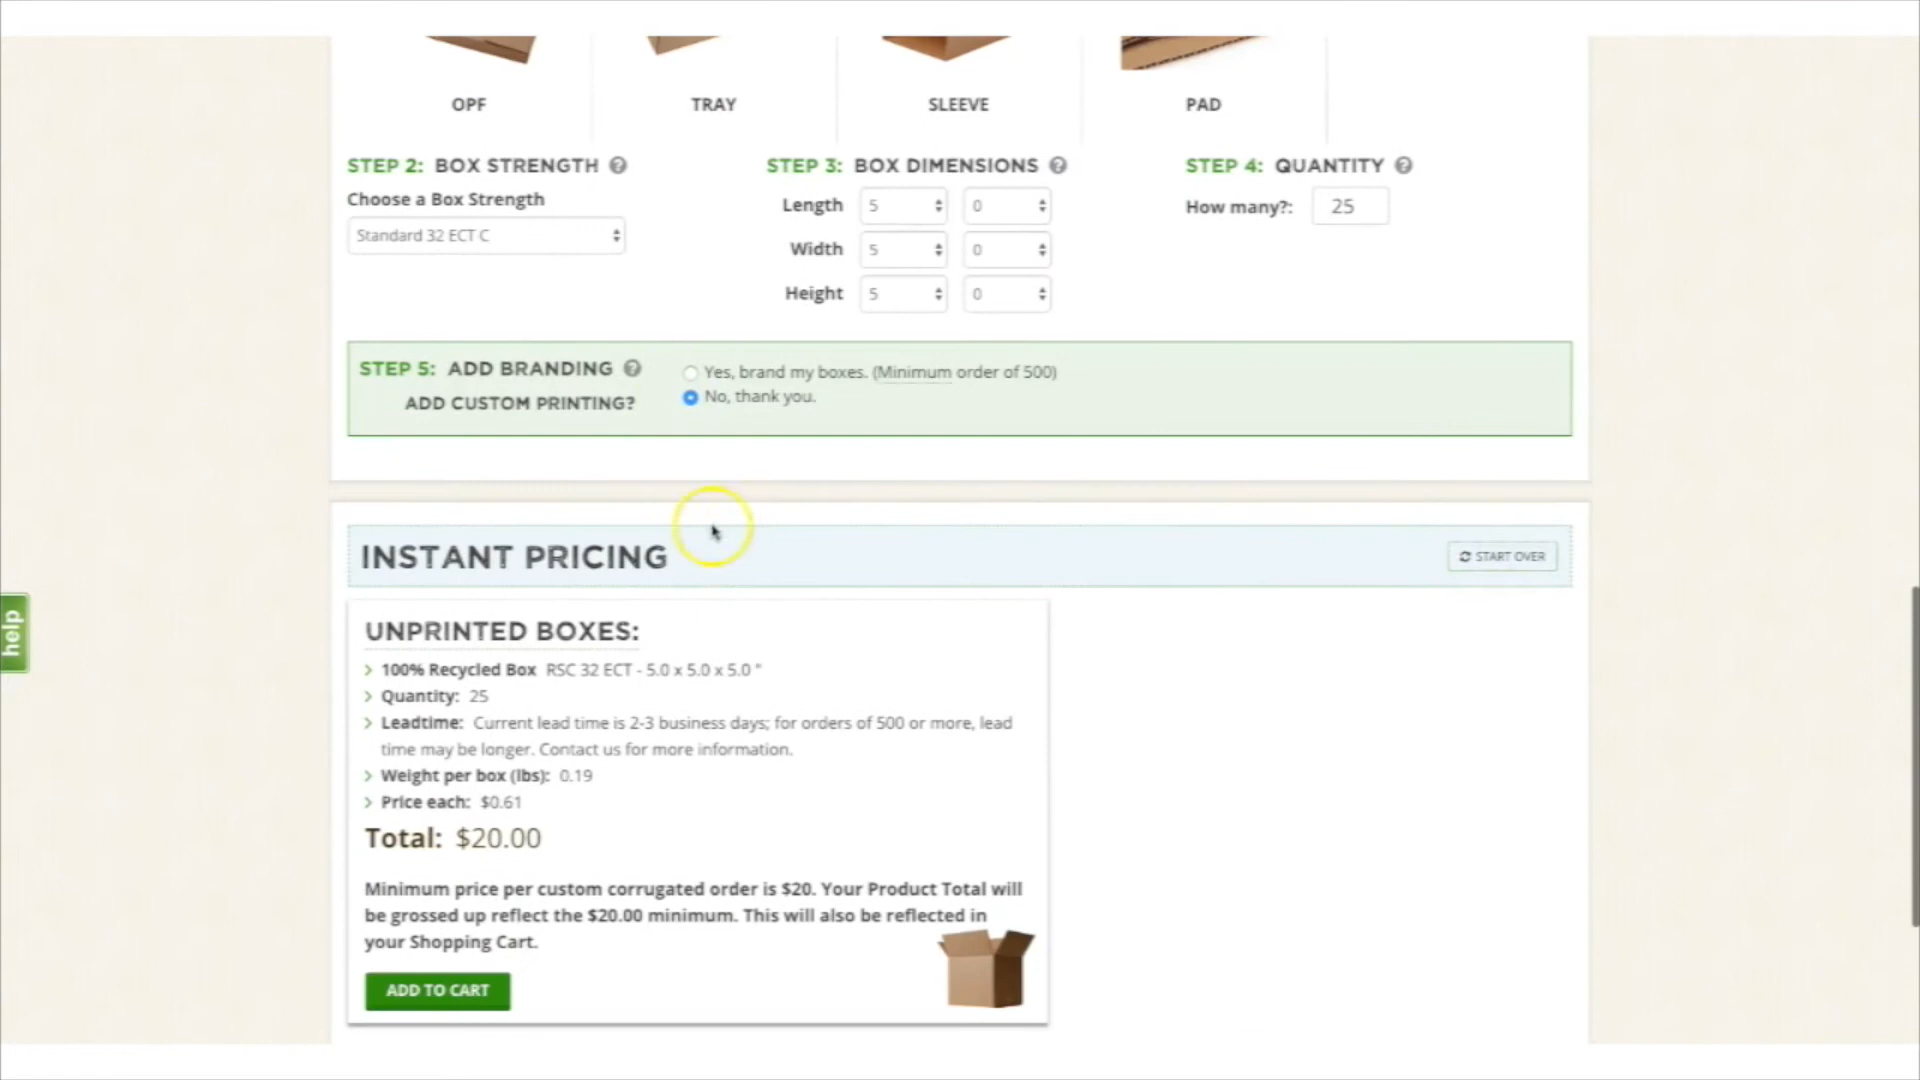 OPF TRAY SLEEVE PAD
STEP 2: BOX STRENGTH ?
Choose a Box Strength
Standard 32 ECT C
STEP 3: BOX DIMENSIONS ?
Length 5 0
Width 5 0
Height 5 0
STEP 4: QUANTITY ?
How many?: 25
STEP 5: ADD BRANDING ?
ADD CUSTOM PRINTING?
Yes, brand my boxes. (Minimum order of 500)
No, thank you.
INSTANT PRICING
START OVER
help
UNPRINTED BOXES:
100% Recycled Box RSC 32 ECT - 5.0 x 5.0 x 5.0 "
Quantity: 25
Leadtime: Current lead time is 2-3 business days; for orders of 500 or more, lead
time may be longer. Contact us for more information.
Weight per box (lbs): 0.19
Price each: $0.61
Total: $20.00
Minimum price per custom corrugated order is $20. Your Product Total will
be grossed up reflect the $20.00 minimum. This will also be reflected in
your Shopping Cart.
ADD TO CART